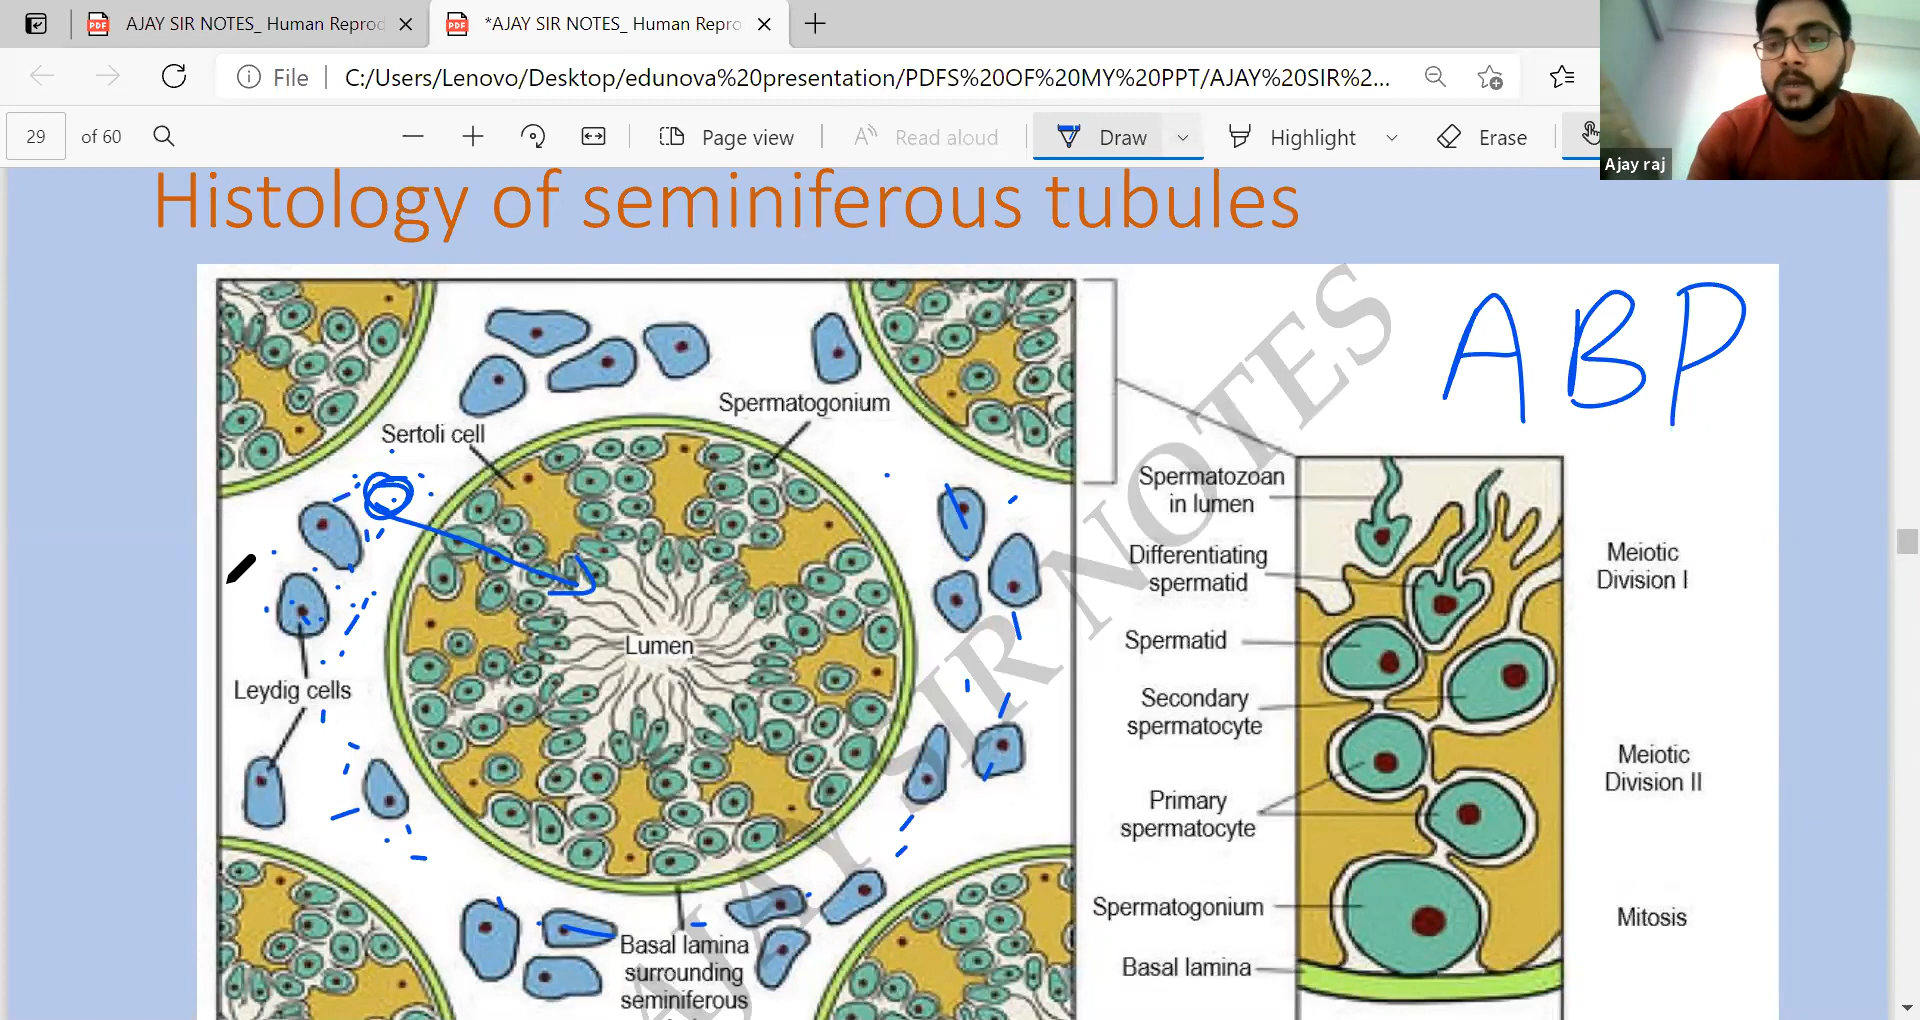 AJAY SIR NOTES_ Human Reprod
*AJAY SIR NOTES_ Human Repro
File
C:/Users/Lenovo/Desktop/edunova%20presentation/PDFS%20OF%20MY%20PPT/AJAY%20SIR%2...
29
of 60
Page view
Read aloud
Draw
Highlight
Erase
Ajay raj
Histology of seminiferous tubules
ABP
Spermatogonium
Sertoli cell
Lumen
Leydig cells
Basal lamina
surrounding
seminiferous
Spermatozoan
in lumen
Differentiating
spermatid
Spermatid
Secondary
spermatocyte
Primary
spermatocyte
Spermatogonium
Basal lamina
Meiotic
Division I
Meiotic
Division II
Mitosis
AJAY SIR NOTES